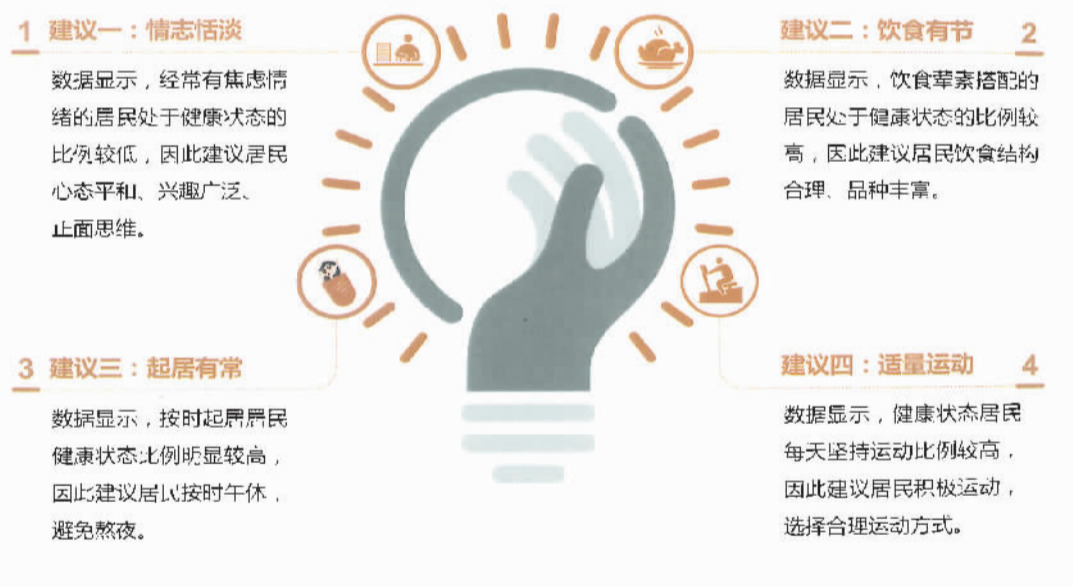 1 建议一：情志恬淡
数据显示，经常有焦虑情
绪的居民处于健康状态的
比例较低，因此建议居民
心态平和、兴趣广泛、
正面思维。
建议二：饮食有节 2
数据显示，饮食荤素搭配的
居民处于健康状态的比例较
高，因此建议居民饮食结构
合理、品种丰富。
3 建议三：起居有常
数据显示，按时起居居民
健康状态比例明显较高，
因此建议居民按时午休，
避免熬夜。
建议四：适量运动 4
数据显示，健康状态居民
每天坚持运动比例较高，
因此建议居民积极运动，
选择合理运动方式。